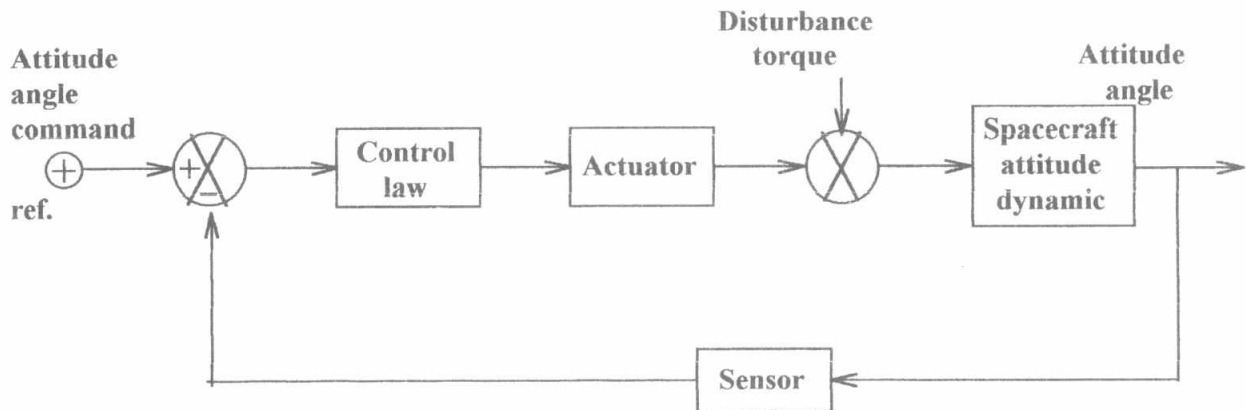 Disturbance
torque
Attitude
angle
command
Attitude
angle
+
ref.
+
−
Control
law
Actuator
Spacecraft
attitude
dynamic
Sensor